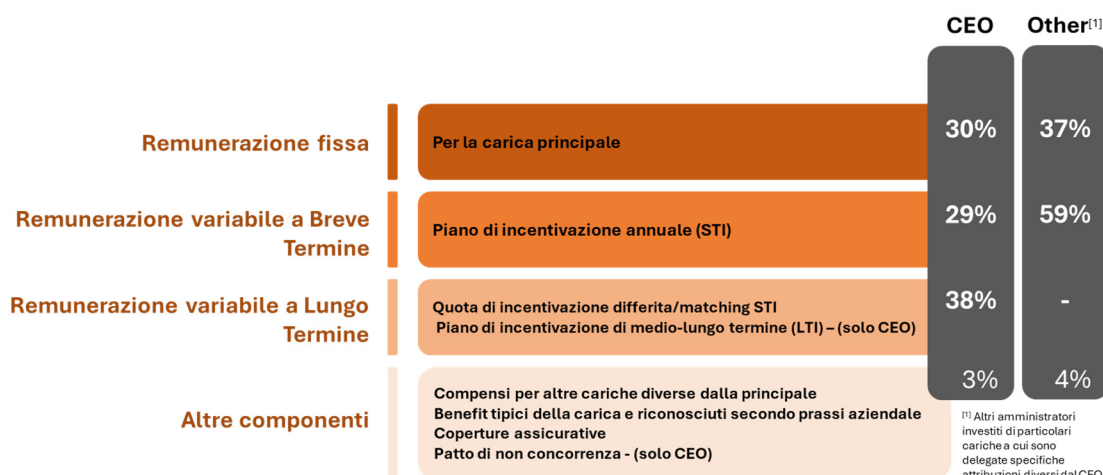 CEO Other[1]
Remunerazione fissa
Per la carica principale
30% 37%
Remunerazione variabile a Breve
Termine
Piano di incentivazione annuale (STI)
29% 59%
Remunerazione variabile a Lungo
Termine
Quota di incentivazione differita/matching STI
Piano di incentivazione di medio-lungo termine (LTI) – (solo CEO)
38% -
Altre componenti
Compensi per altre cariche diverse dalla principale
Benefit tipici della carica e riconosciuti secondo prassi aziendale
Coperture assicurative
Patto di non concorrenza - (solo CEO)
3% 4%
[1] Altri amministratori
investiti di particolari
cariche a cui sono
delegate specifiche
attribuzioni diversi dal CEO